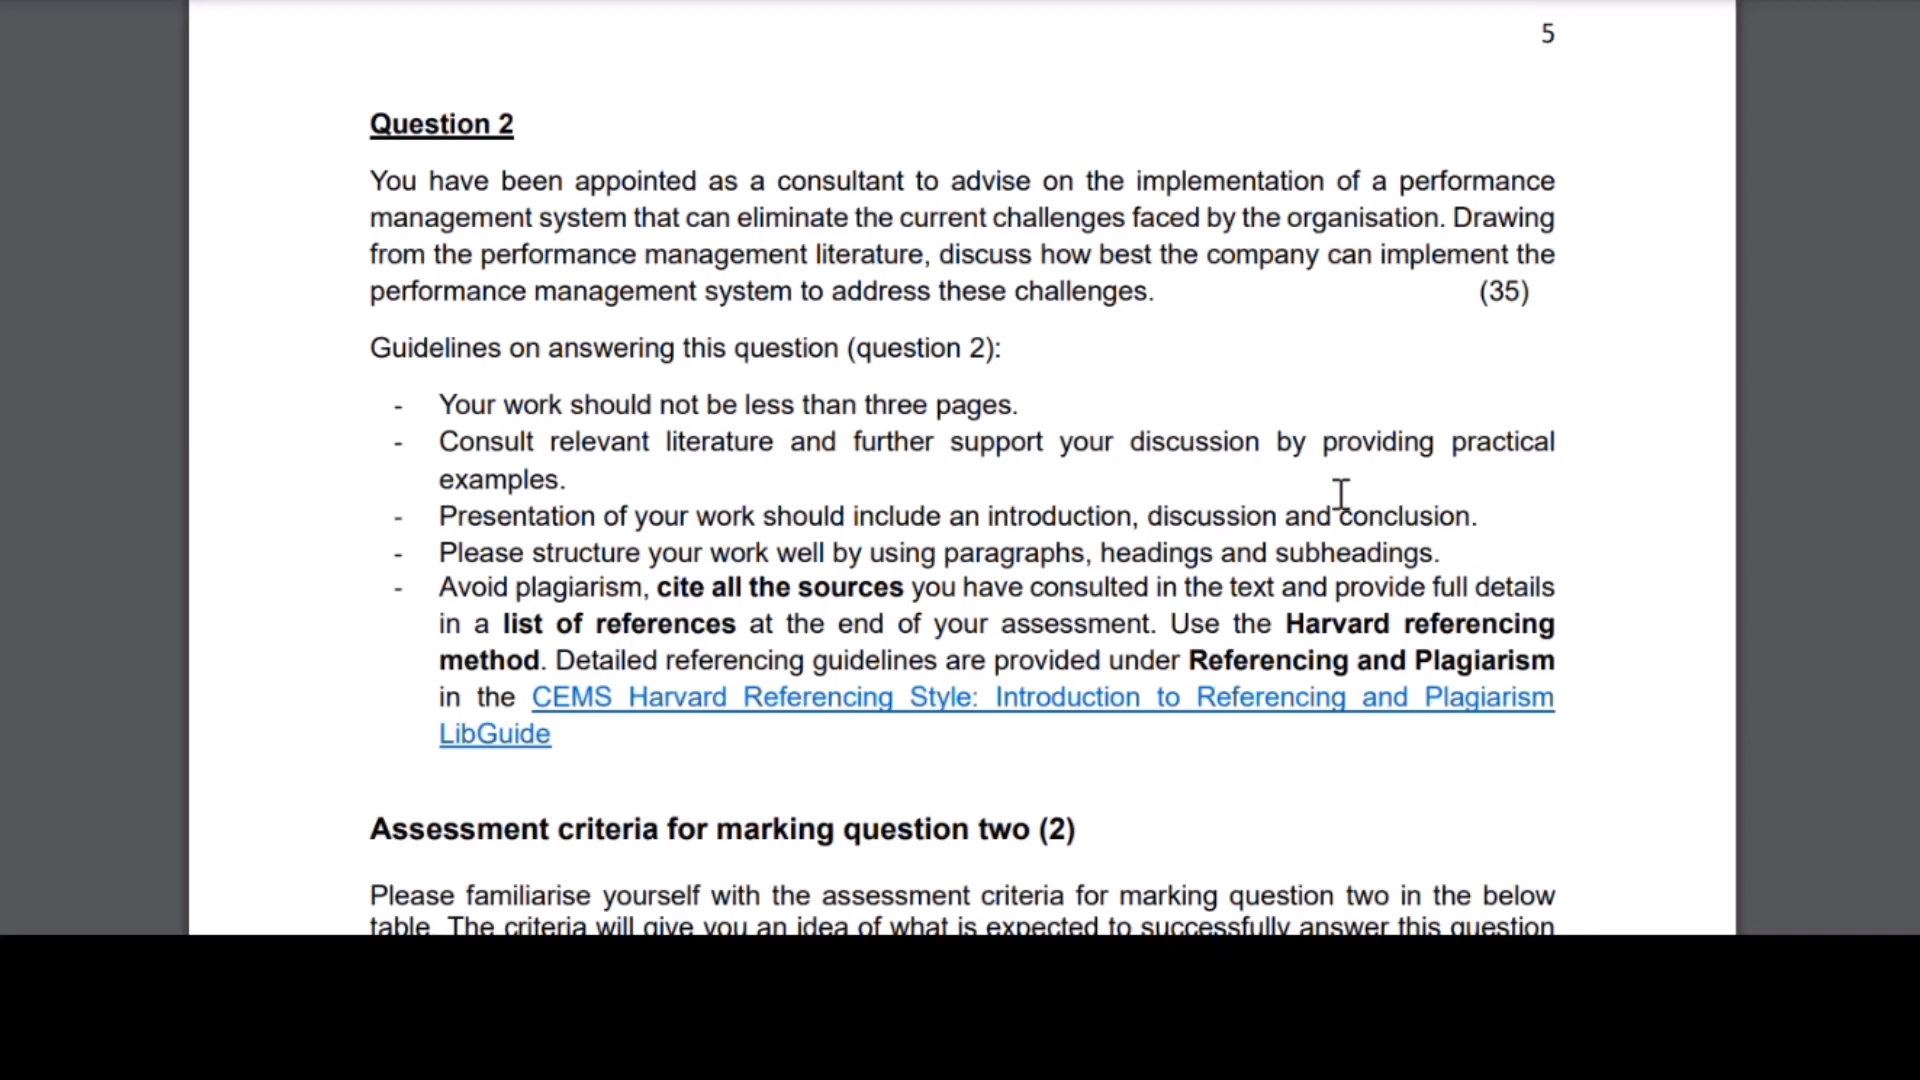 5
Question 2
You have been appointed as a consultant to advise on the implementation of a performance
management system that can eliminate the current challenges faced by the organisation. Drawing
from the performance management literature, discuss how best the company can implement the
performance management system to address these challenges. (35)
Guidelines on answering this question (question 2):
- Your work should not be less than three pages.
- Consult relevant literature and further support your discussion by providing practical
examples.
- Presentation of your work should include an introduction, discussion and conclusion.
- Please structure your work well by using paragraphs, headings and subheadings.
- Avoid plagiarism, cite all the sources you have consulted in the text and provide full details
in a list of references at the end of your assessment. Use the Harvard referencing
method. Detailed referencing guidelines are provided under Referencing and Plagiarism
in the CEMS Harvard Referencing Style: Introduction to Referencing and Plagiarism
LibGuide
Assessment criteria for marking question two (2)
Please familiarise yourself with the assessment criteria for marking question two in the below
table. The criteria will give you an idea of what is expected to successfully answer this question